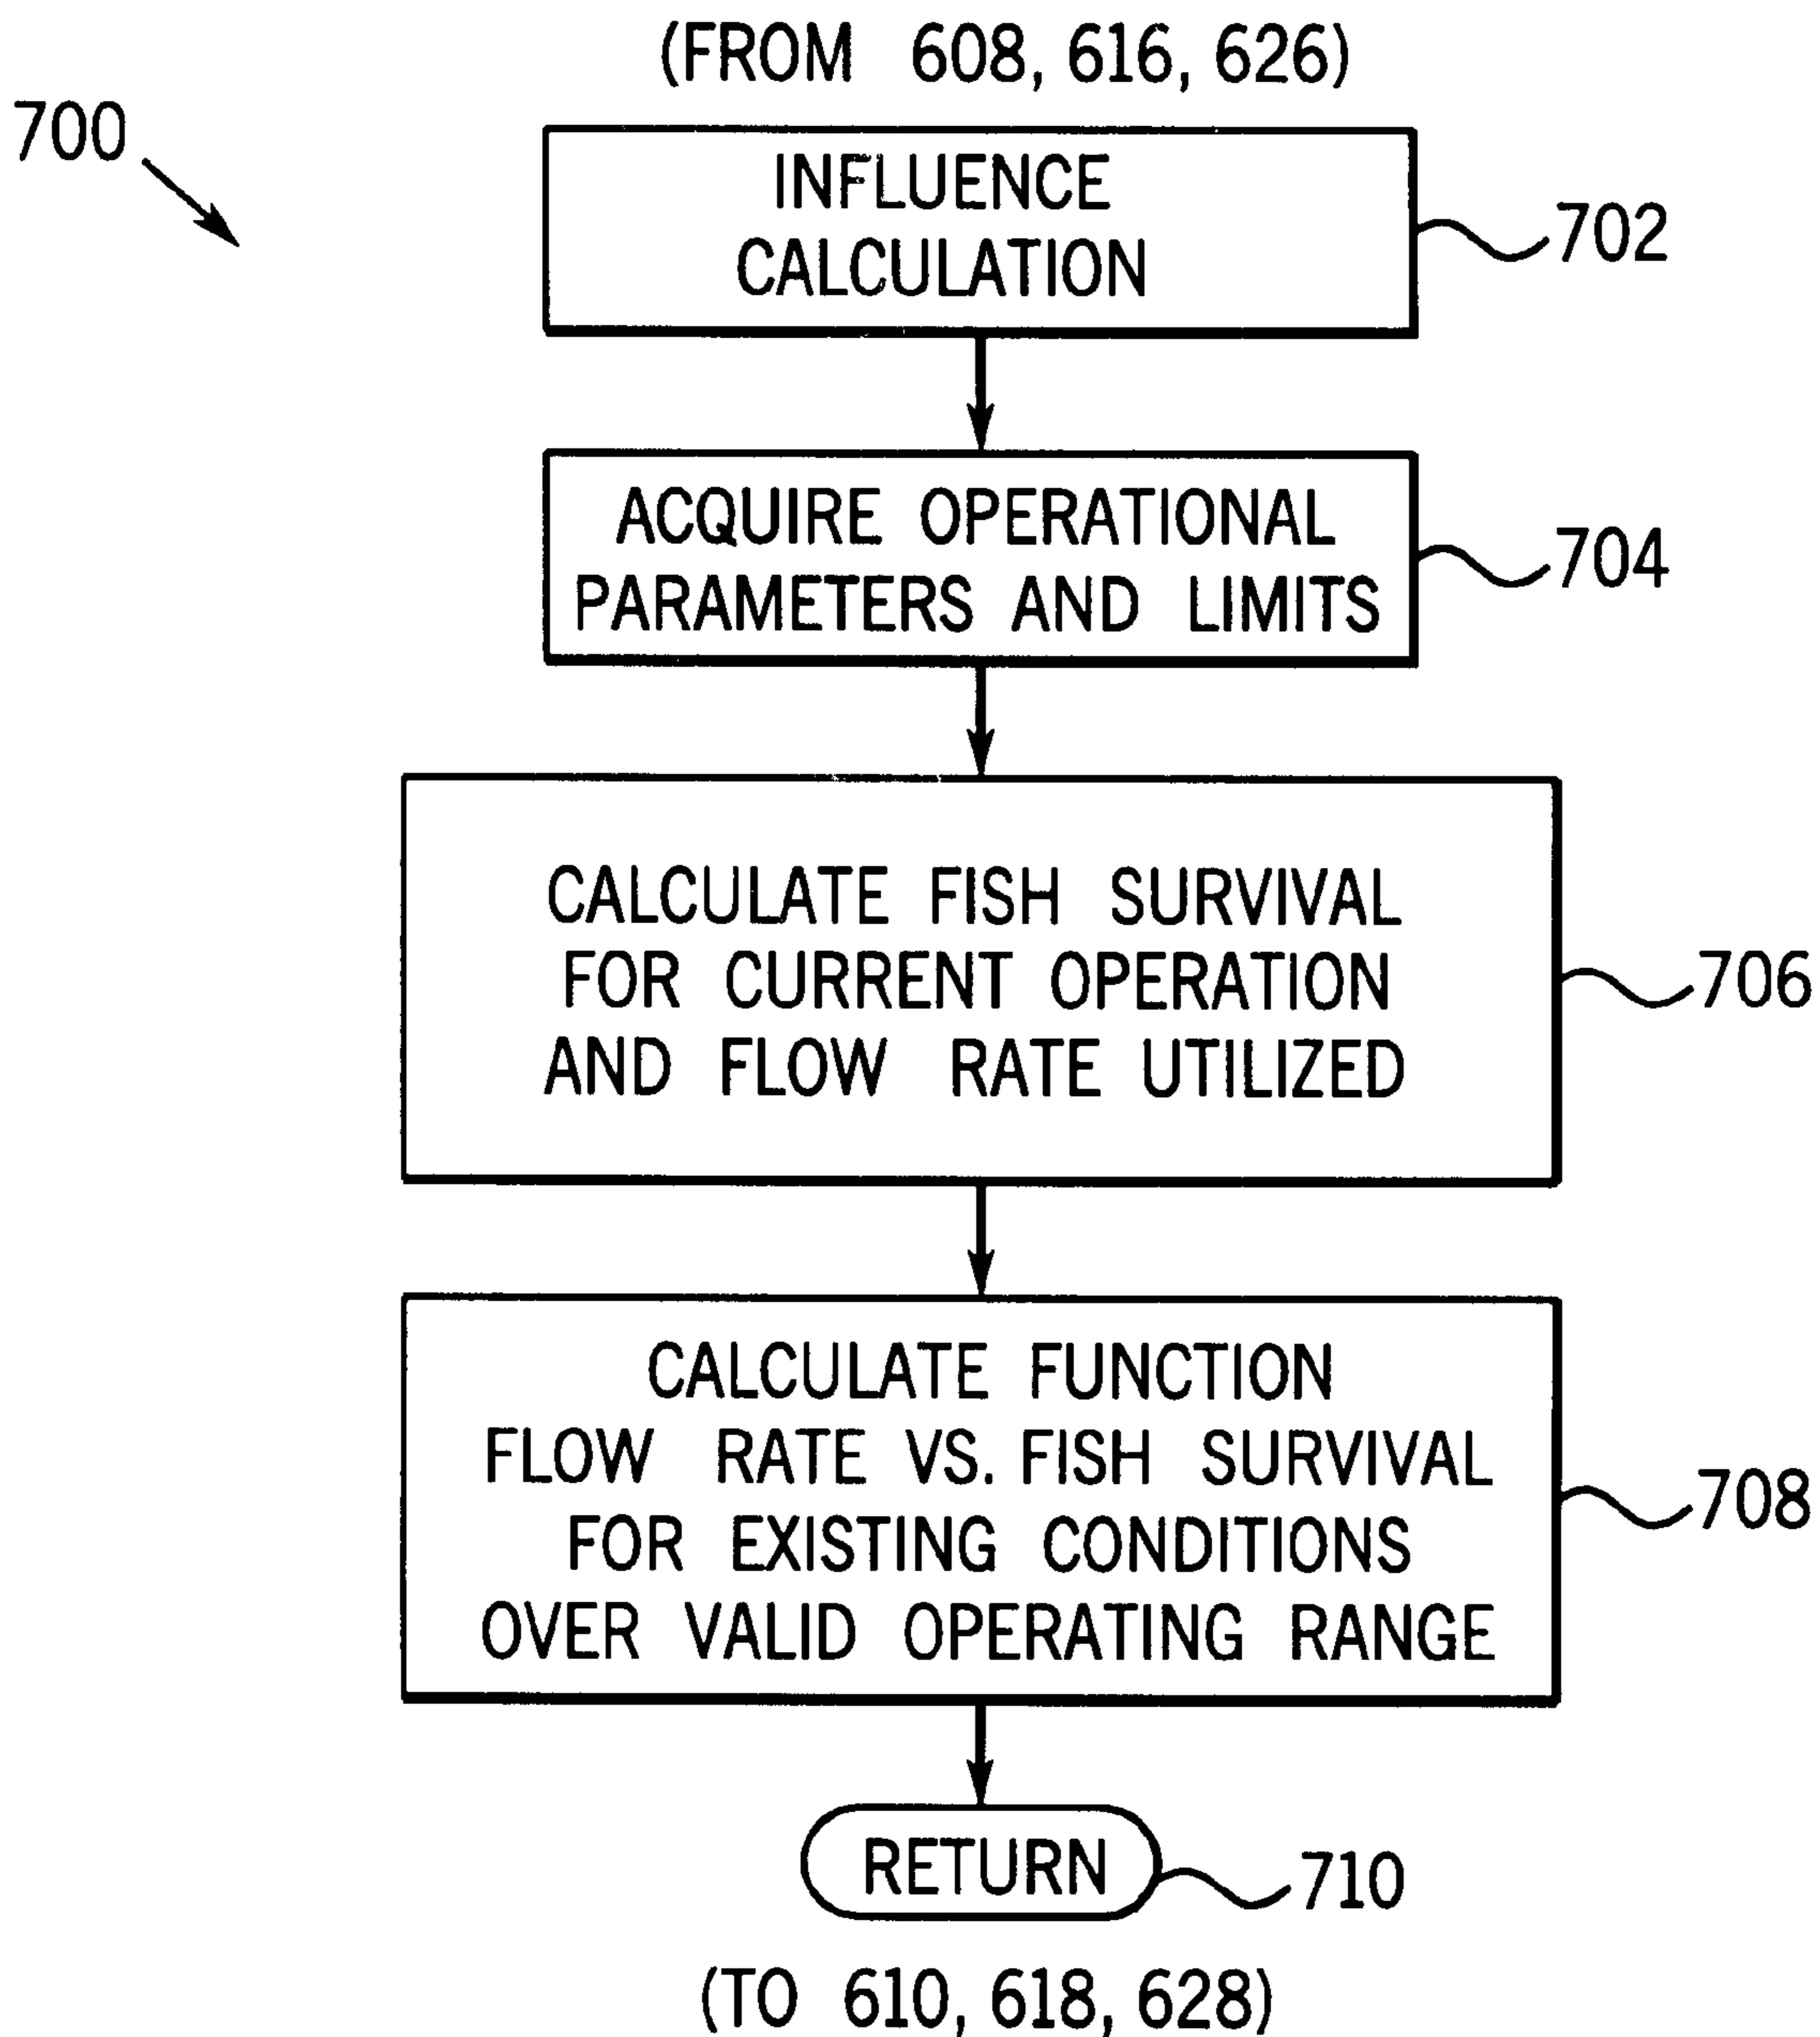 (FROM 608, 616, 626)
700
INFLUENCE
CALCULATION
702
ACQUIRE OPERATIONAL
PARAMETERS AND LIMITS
704
CALCULATE FISH SURVIVAL
FOR CURRENT OPERATION
AND FLOW RATE UTILIZED
706
CALCULATE FUNCTION
FLOW RATE VS. FISH SURVIVAL
FOR EXISTING CONDITIONS
OVER VALID OPERATING RANGE
708
RETURN
710
(TO 610, 618, 628)